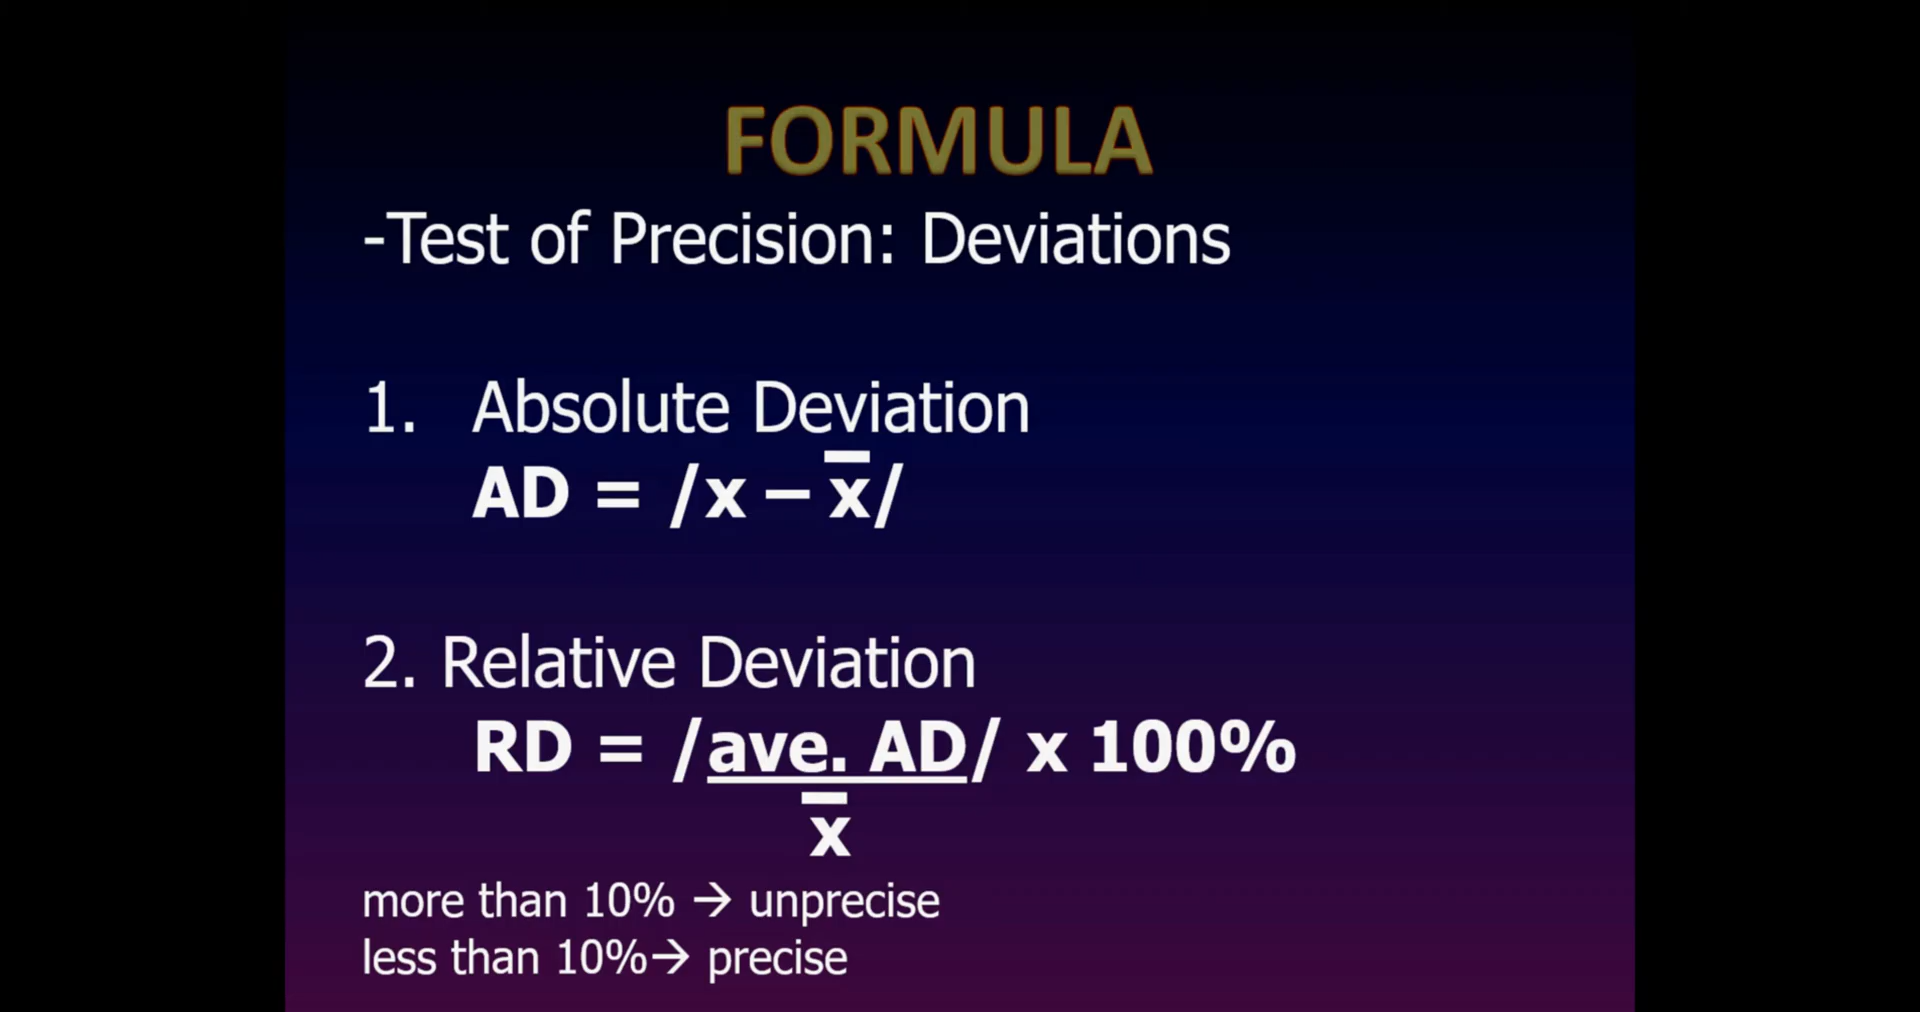 FORMULA
-Test of Precision: Deviations
1. Absolute Deviation
AD = /x – x̅/
2. Relative Deviation
RD = /ave. AD/ x 100%
x̅
more than 10% → unprecise
less than 10%→ precise